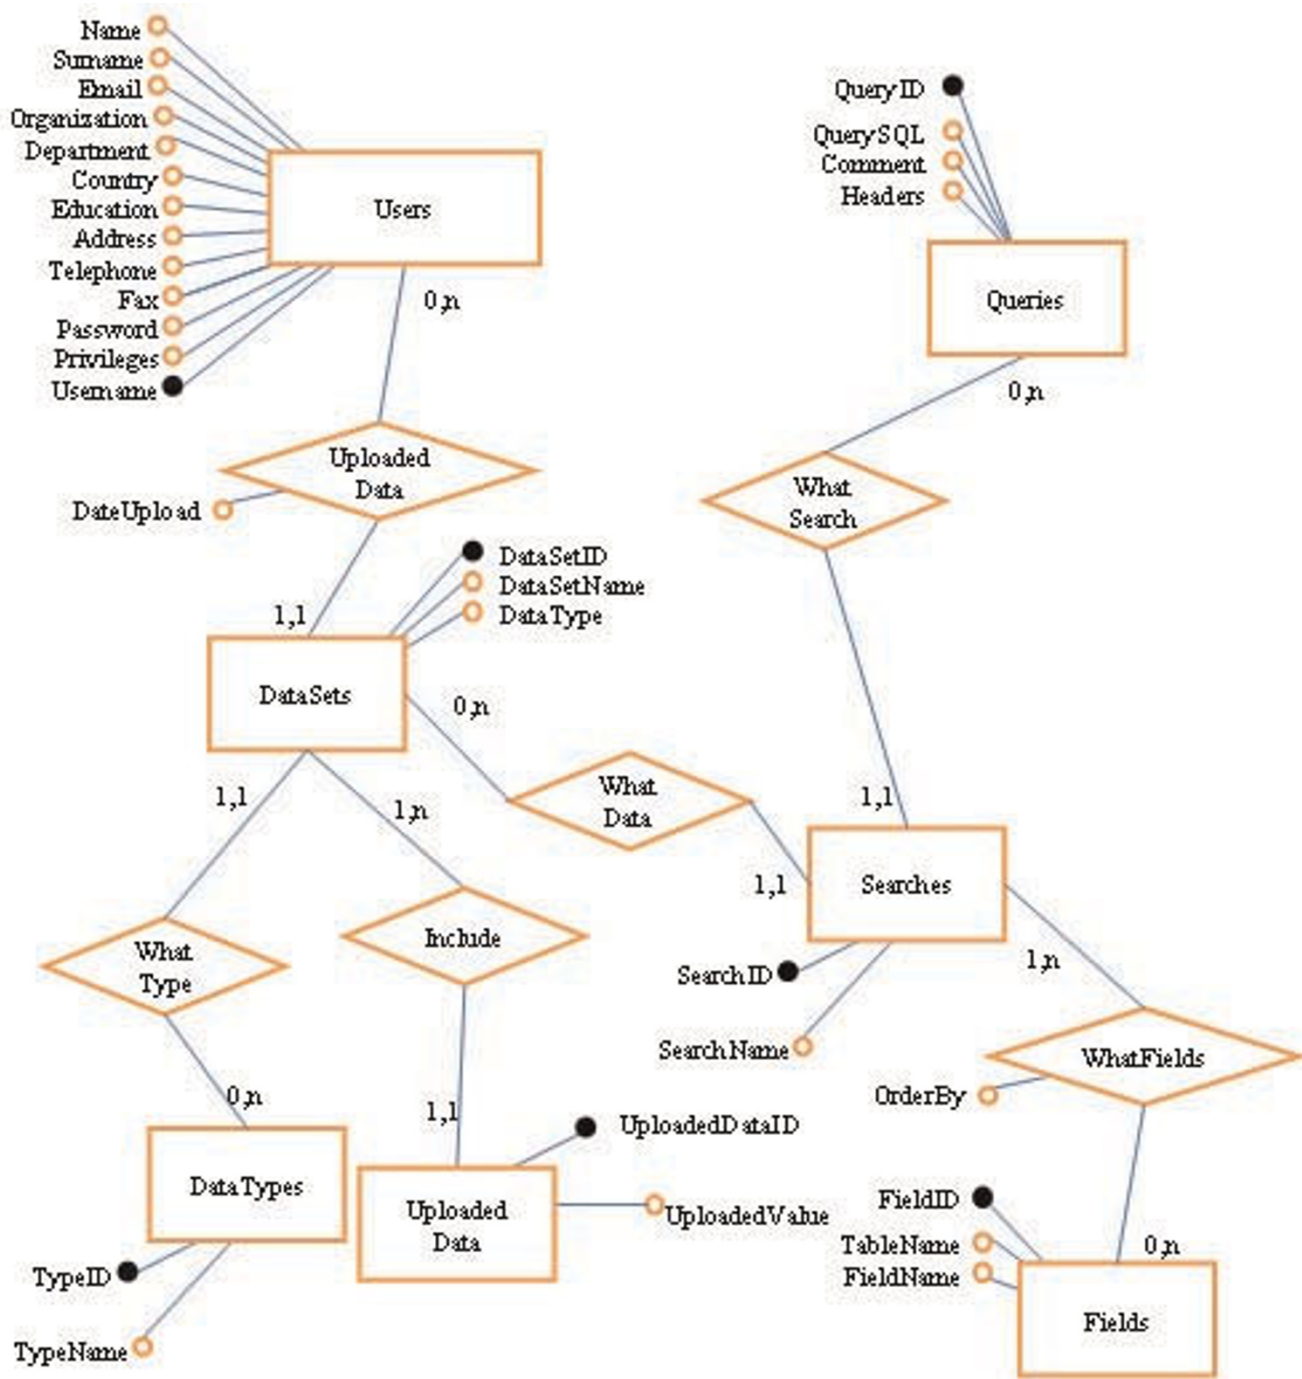 Name
Surname
Email
Organization
Department
Country
Education
Address
Telephone
Fax
Password
Privileges
Username
Users
0,n
QueryID
QuerySQL
Comment
Headers
Queries
0,n
Uploaded
Data
DateUpload
What
Search
1,1
DataSetID
DataSetName
DataType
DataSets
0,n
1,1
1,n
What
Data
1,1
1,1
Searches
What
Type
Include
SearchID
SearchName
1,n
WhatFields
OrderBy
0,n
1,1
DataTypes
Uploaded
Data
UploadedDataID
UploadedValue
TypeID
TypeName
FieldID
TableName
FieldName
0,n
Fields